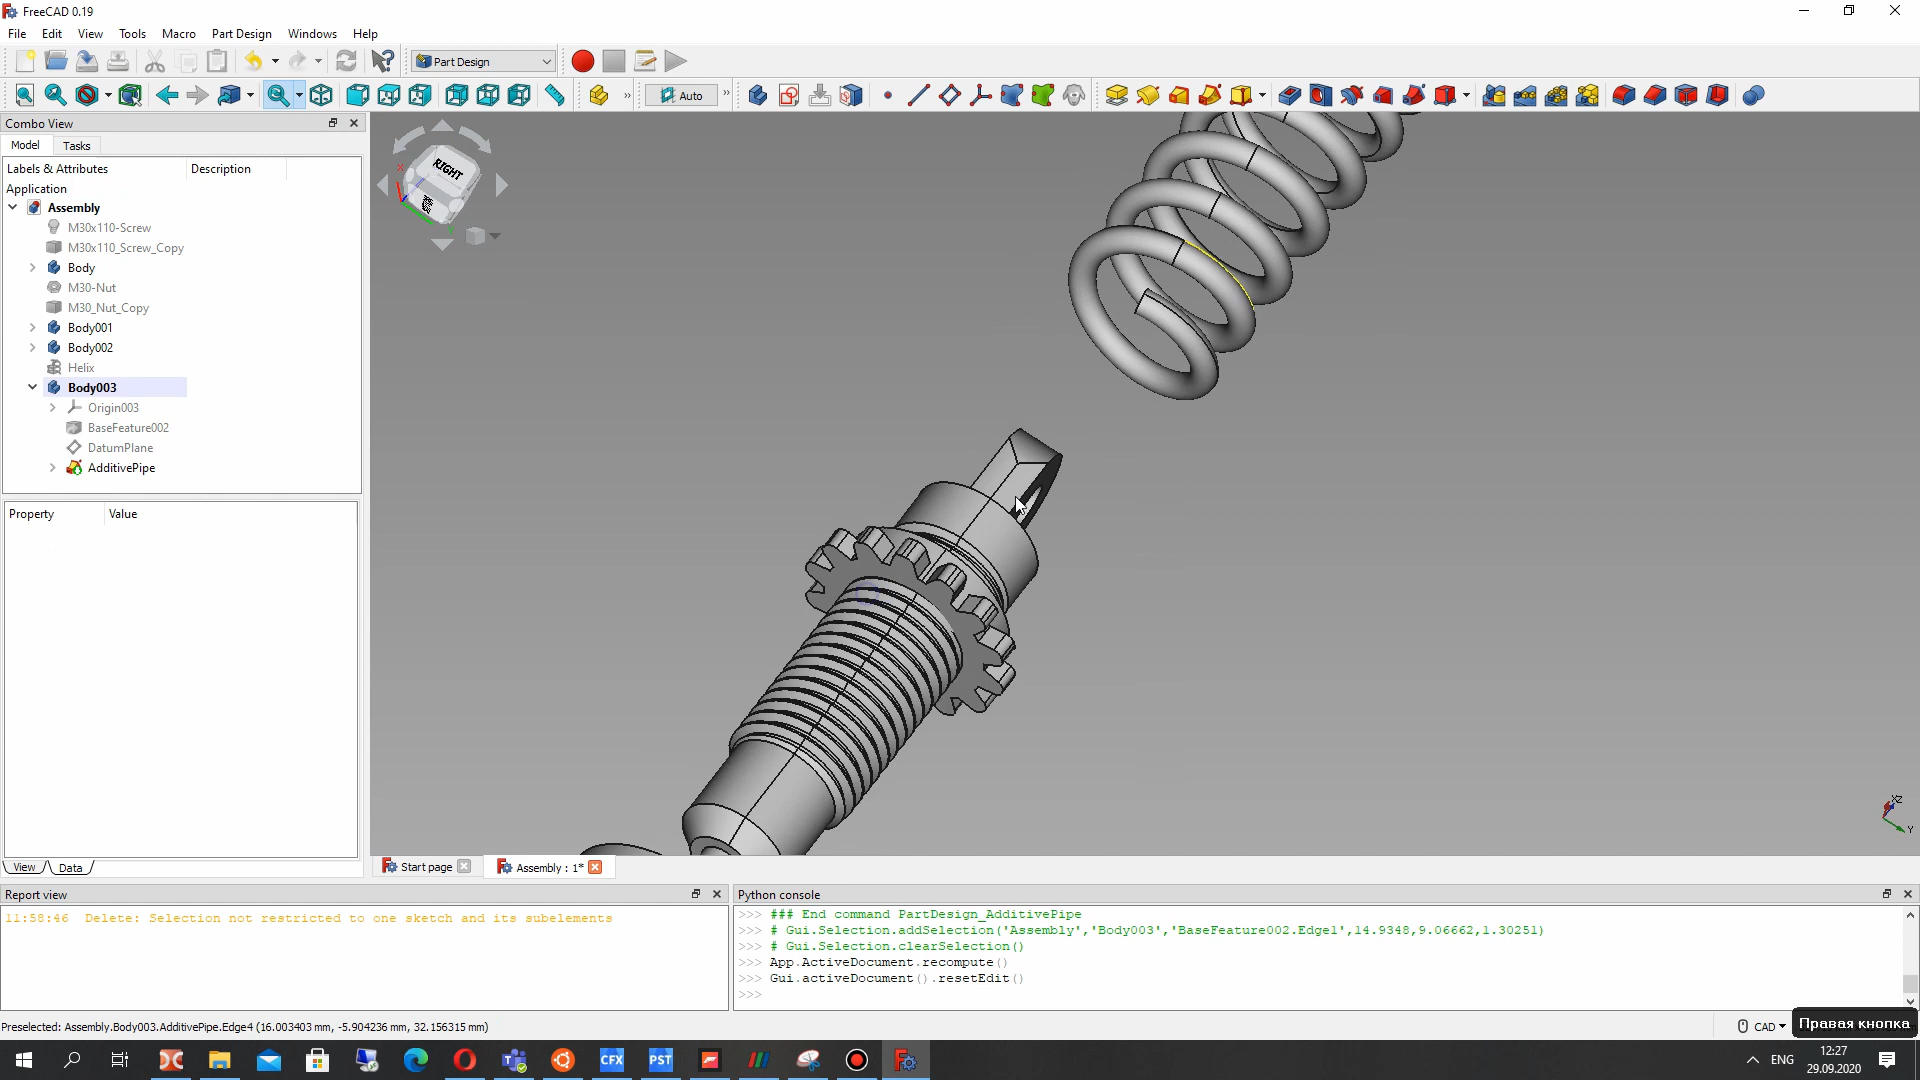 FreeCAD 0.19
File Edit View Tools Macro Part Design Windows Help
Part Design
Auto
Combo View
Model Tasks
Labels & Attributes Description
Application
Assembly
M30x110-Screw
M30x110_Screw_Copy
Body
M30-Nut
M30_Nut_Copy
Body001
Body002
Helix
Body003
Origin003
BaseFeature002
DatumPlane
AdditivePipe
Property Value
View Data
RIGHT
X
Y
Start page
Assembly : 1*
Report view
11:58:46 Delete: Selection not restricted to one sketch and its subelements
Python console
>>> ### End command PartDesign_AdditivePipe
>>> # Gui.Selection.addSelection('Assembly','Body003','BaseFeature002.Edge1',14.9348,9.06662,1.30251)
>>> # Gui.Selection.clearSelection()
>>> App.ActiveDocument.recompute()
>>> Gui.activeDocument().resetEdit()
>>>
Preselected: Assembly.Body003.AdditivePipe.Edge4 (16.003403 mm, -5.904236 mm, 32.156315 mm)
CAD
Правая кнопка
CFX
PST
ENG
12:27
29.09.2020